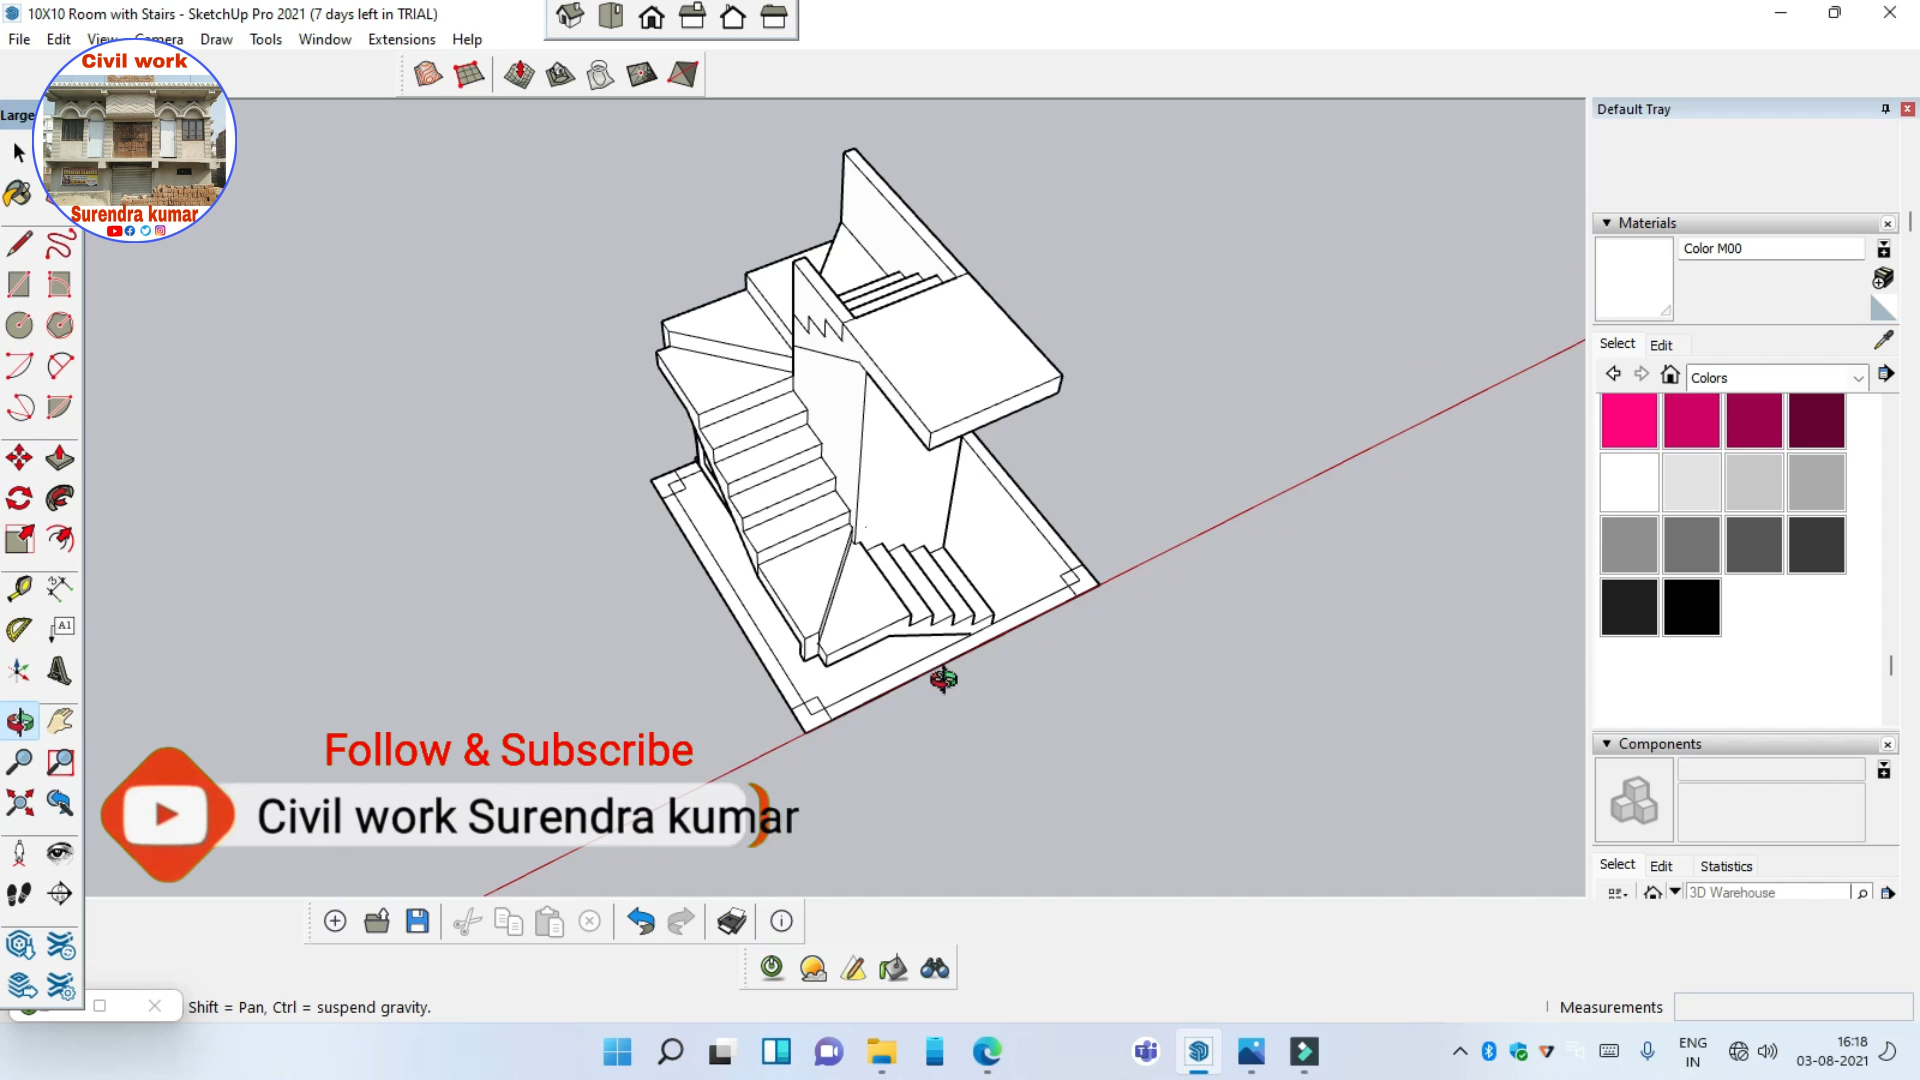 10X10 Room with Stairs - SketchUp Pro 2021 (7 days left in TRIAL)
File Edit View Camera Draw Tools Window Extensions Help
Civil work
Surendra kumar
Large
A1
Default Tray
Materials
Color M00
Select Edit
Colors
Components
Select Edit Statistics
3D Warehouse
Follow & Subscribe
Civil work Surendra kumar
Shift = Pan, Ctrl = suspend gravity.
Measurements
ENG
IN
16:18
03-08-2021